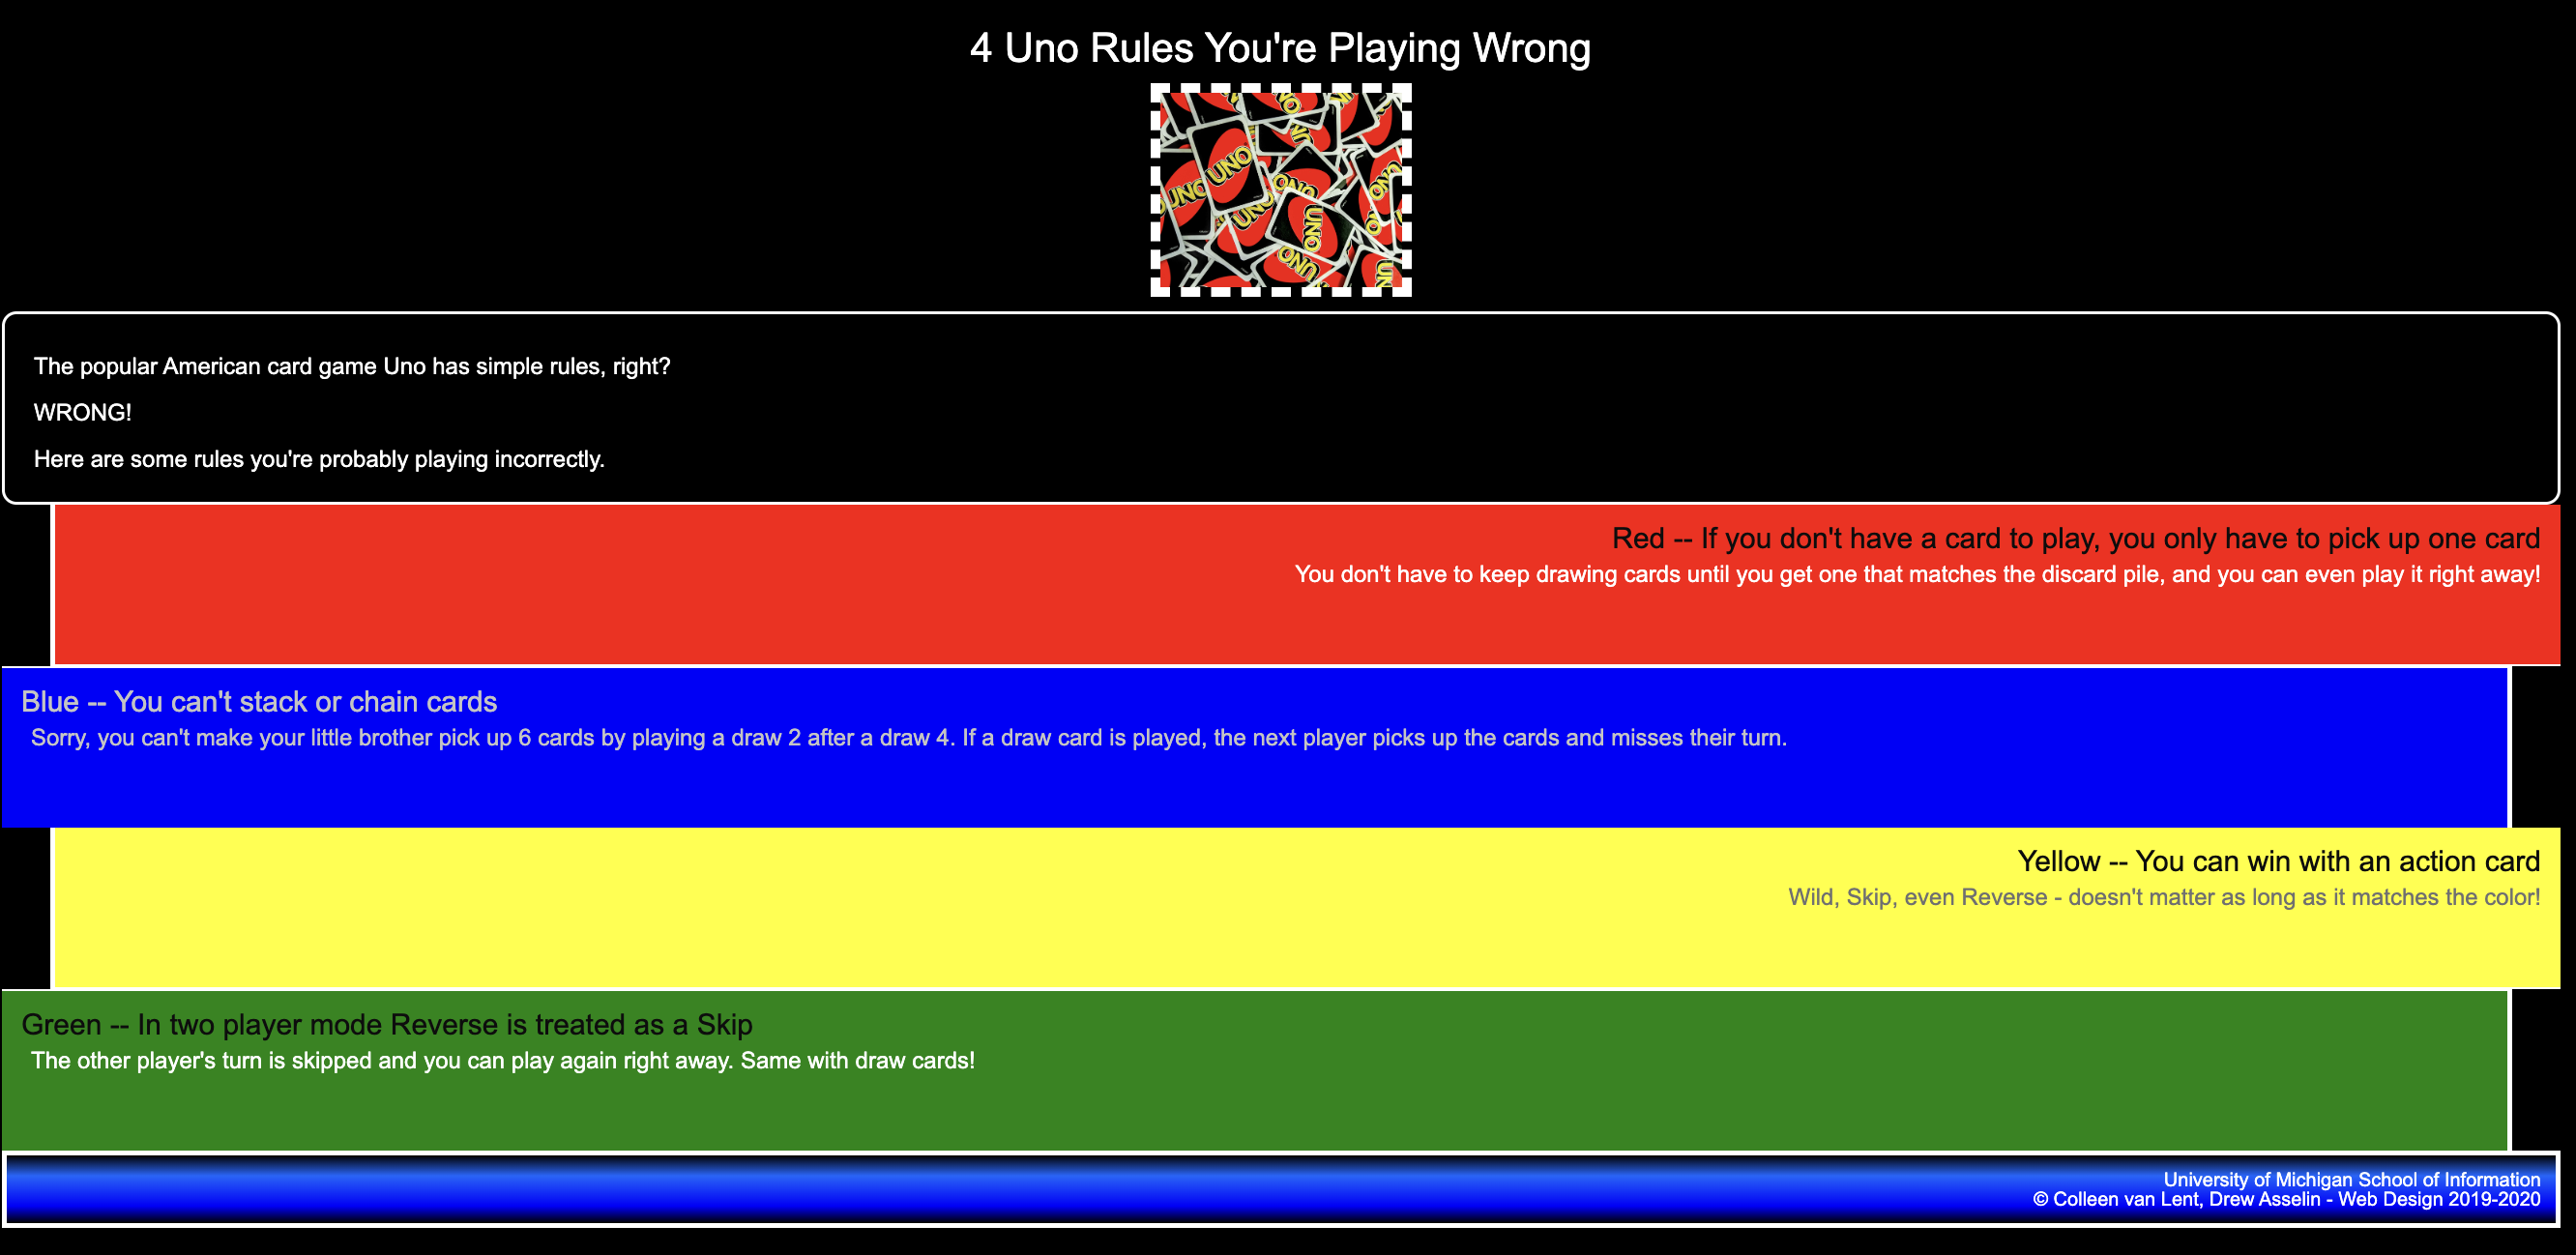 4 Uno Rules You're Playing Wrong
UNO
UNO
UNO
UNO
UNO
UNO
UNO
UNO
The popular American card game Uno has simple rules, right?
WRONG!
Here are some rules you're probably playing incorrectly.
Red -- If you don't have a card to play, you only have to pick up one card
You don't have to keep drawing cards until you get one that matches the discard pile, and you can even play it right away!
Blue -- You can't stack or chain cards
Sorry, you can't make your little brother pick up 6 cards by playing a draw 2 after a draw 4. If a draw card is played, the next player picks up the cards and misses their turn.
Yellow -- You can win with an action card
Wild, Skip, even Reverse - doesn't matter as long as it matches the color!
Green -- In two player mode Reverse is treated as a Skip
The other player's turn is skipped and you can play again right away. Same with draw cards!
University of Michigan School of Information
© Colleen van Lent, Drew Asselin - Web Design 2019-2020